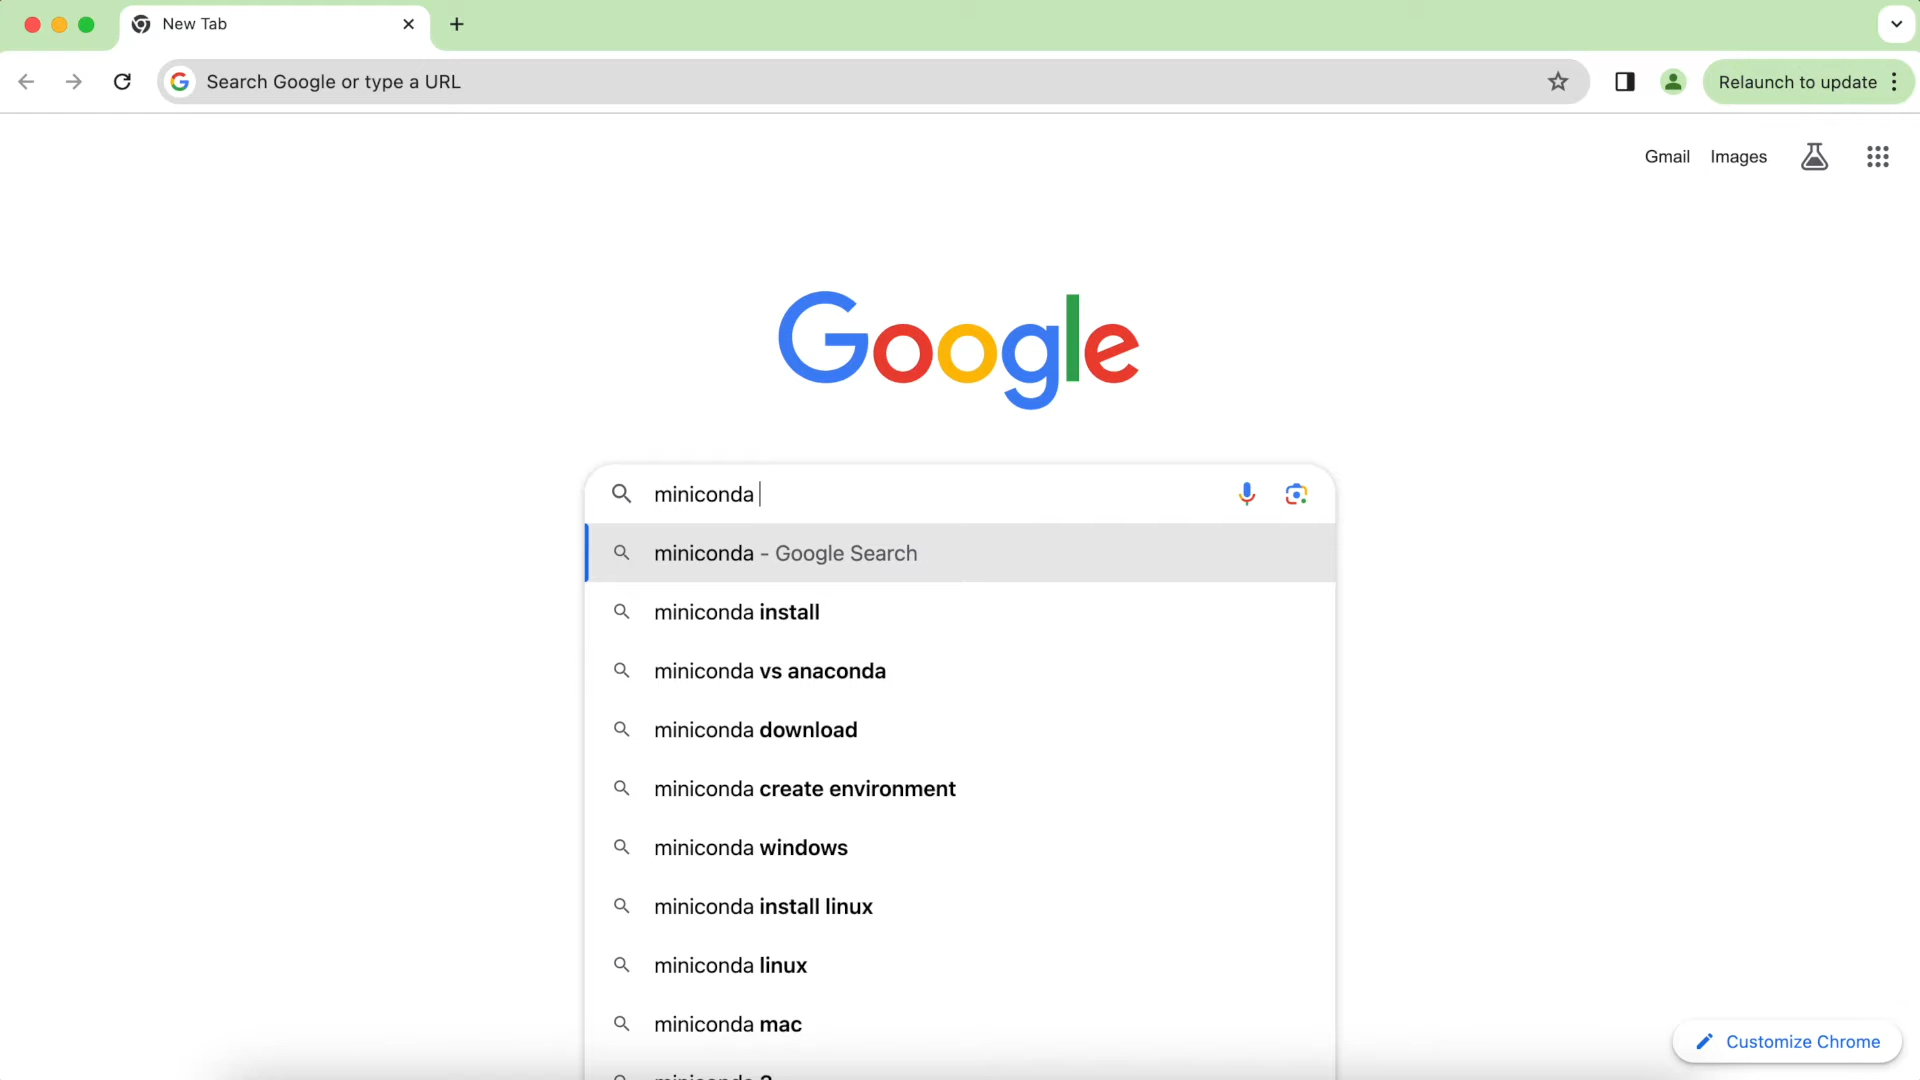 New Tab
Search Google or type a URL
Relaunch to update
Gmail Images
Google
miniconda
miniconda - Google Search
miniconda install
miniconda vs anaconda
miniconda download
miniconda create environment
miniconda windows
miniconda install linux
miniconda linux
miniconda mac
Customize Chrome